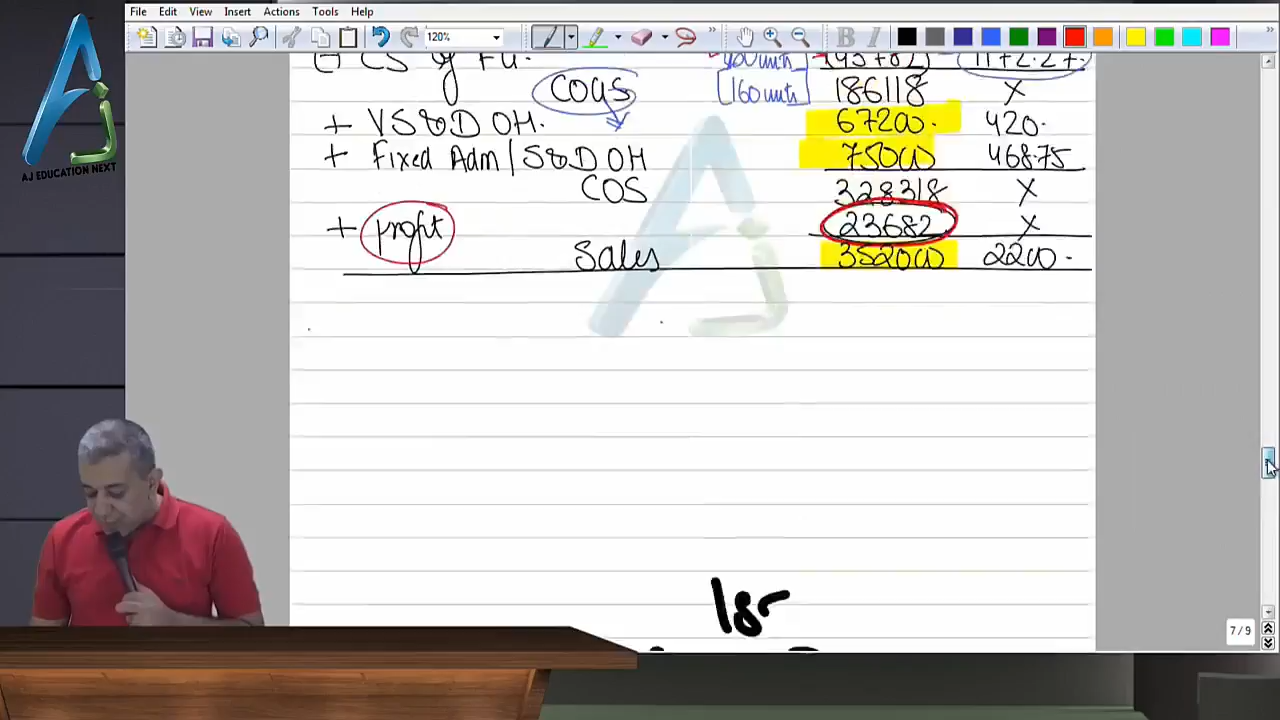 File Edit View Insert Actions Tools Help
120%
B I
AJ EDUCATION NEXT
COGS 160 units 186118 X
+ VS&D OH. 67200. 420.
+ Fixed Adm/S&D OH 75000 468.75
COS 328318 X
+ profit 23682 X
Sales 352000 2200.
7 / 9